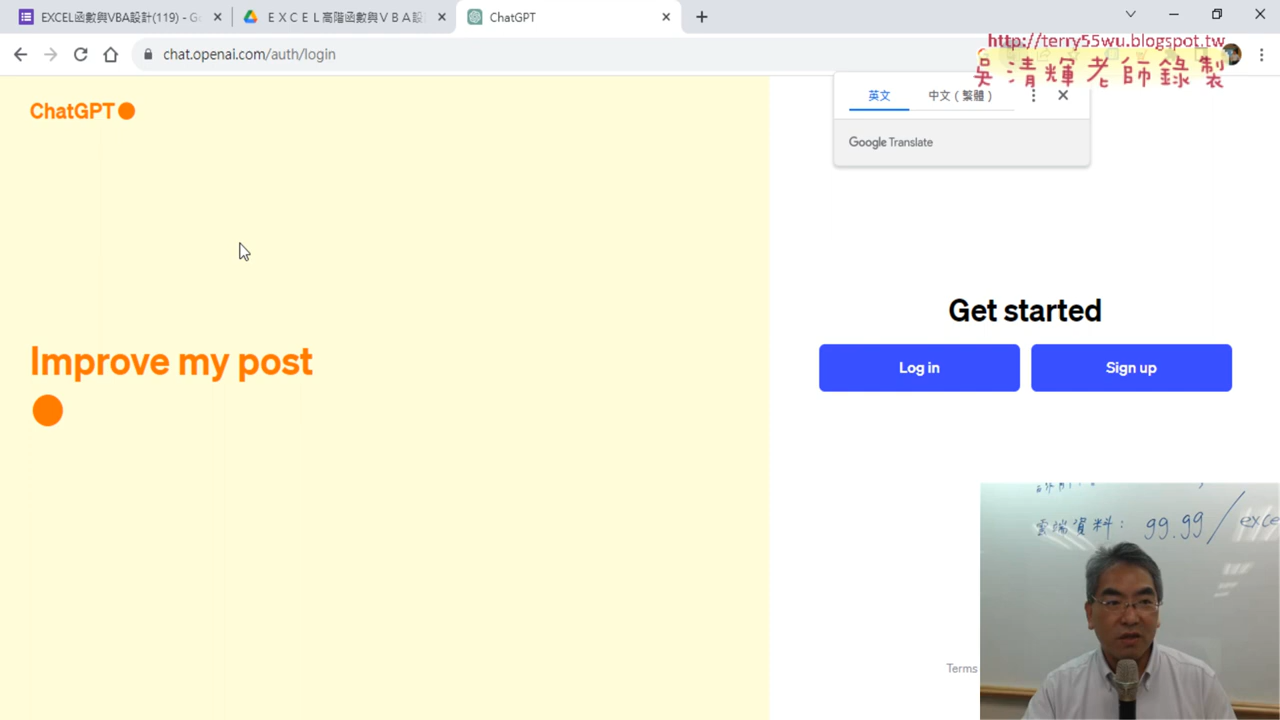 EXCEL函數與VBA設計(119) - Go
ＥＸＣＥＬ高階函數與ＶＢＡ設
ChatGPT
chat.openai.com/auth/login
http://terry55wu.blogspot.tw
吳清輝老師錄製
ChatGPT
英文 中文 ( 繁體 )
Google Translate
Improve my post
Get started
Log in Sign up
雲端資料： 99.99 / exce
Terms